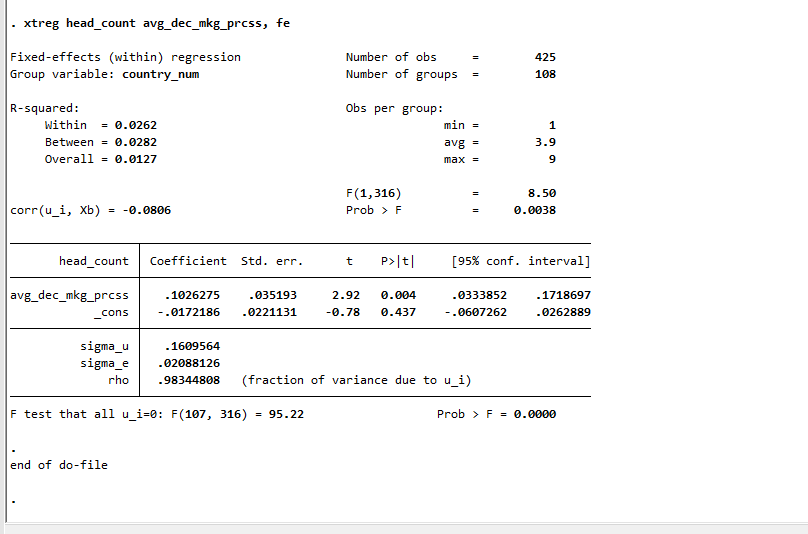 . xtreg head_count avg_dec_mkg_prcss, fe
Fixed-effects (within) regression Number of obs = 425
Group variable: country_num Number of groups = 108
R-squared: Obs per group:
Within = 0.0262 min = 1
Between = 0.0282 avg = 3.9
Overall = 0.0127 max = 9
F(1,316) = 8.50
corr(u_i, Xb) = -0.0806 Prob > F = 0.0038
head_count Coefficient Std. err. t P>|t| [95% conf. interval]
avg_dec_mkg_prcss .1026275 .035193 2.92 0.004 .0333852 .1718697
_cons -.0172186 .0221131 -0.78 0.437 -.0607262 .0262889
sigma_u .1609564
sigma_e .02088126
rho .98344808 (fraction of variance due to u_i)
F test that all u_i=0: F(107, 316) = 95.22 Prob > F = 0.0000
.
end of do-file
.